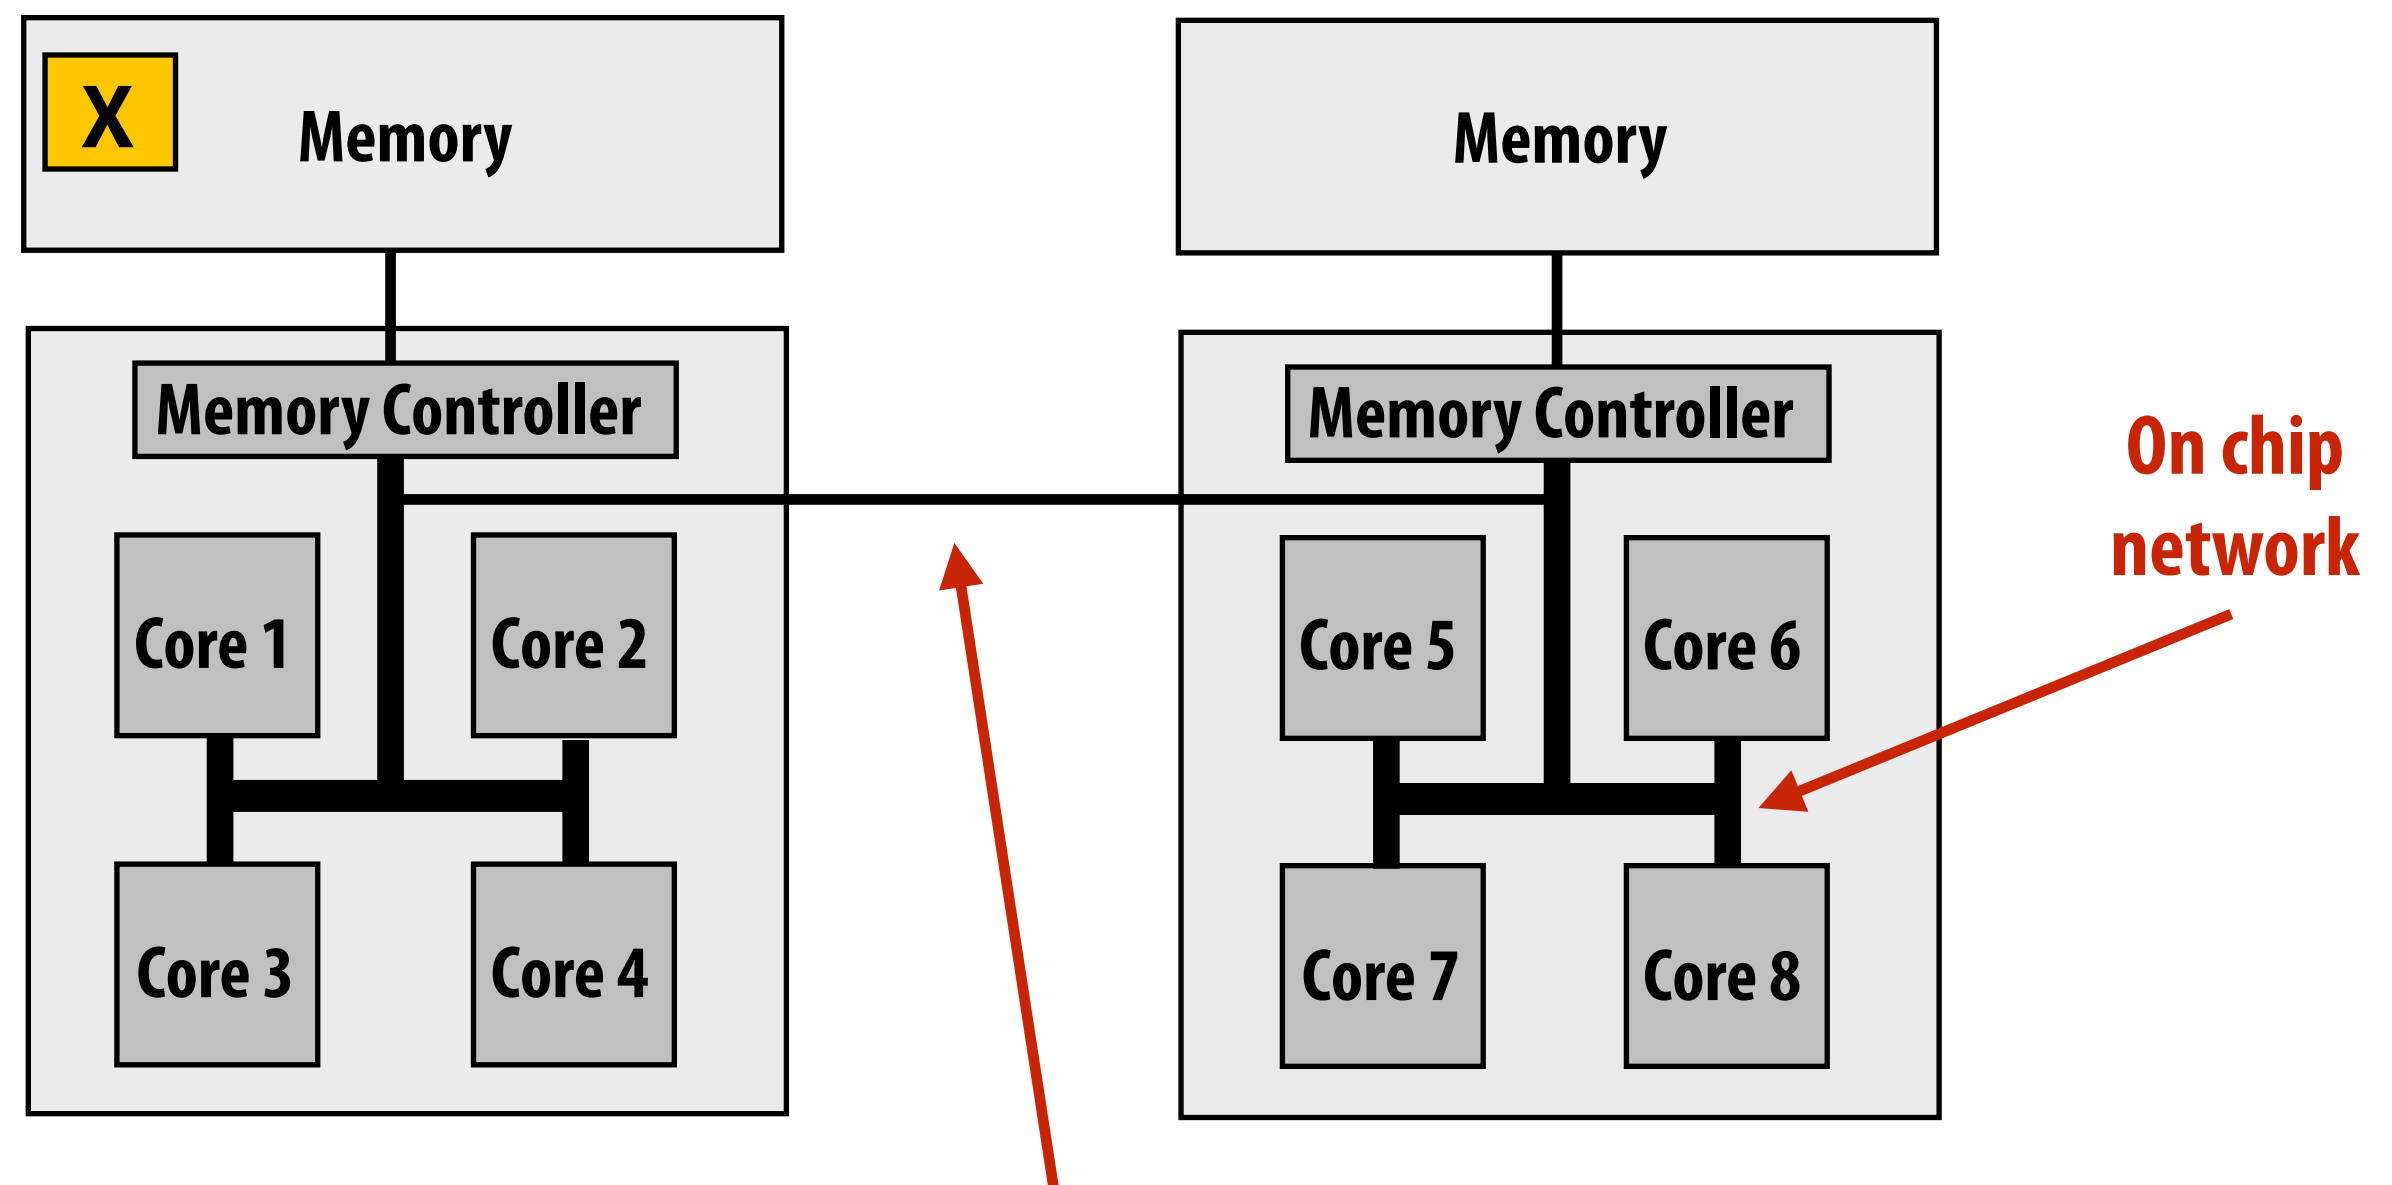 X
Memory
Memory
Memory Controller
Memory Controller
On chip
network
Core 1
Core 2
Core 5
Core 6
Core 3
Core 4
Core 7
Core 8